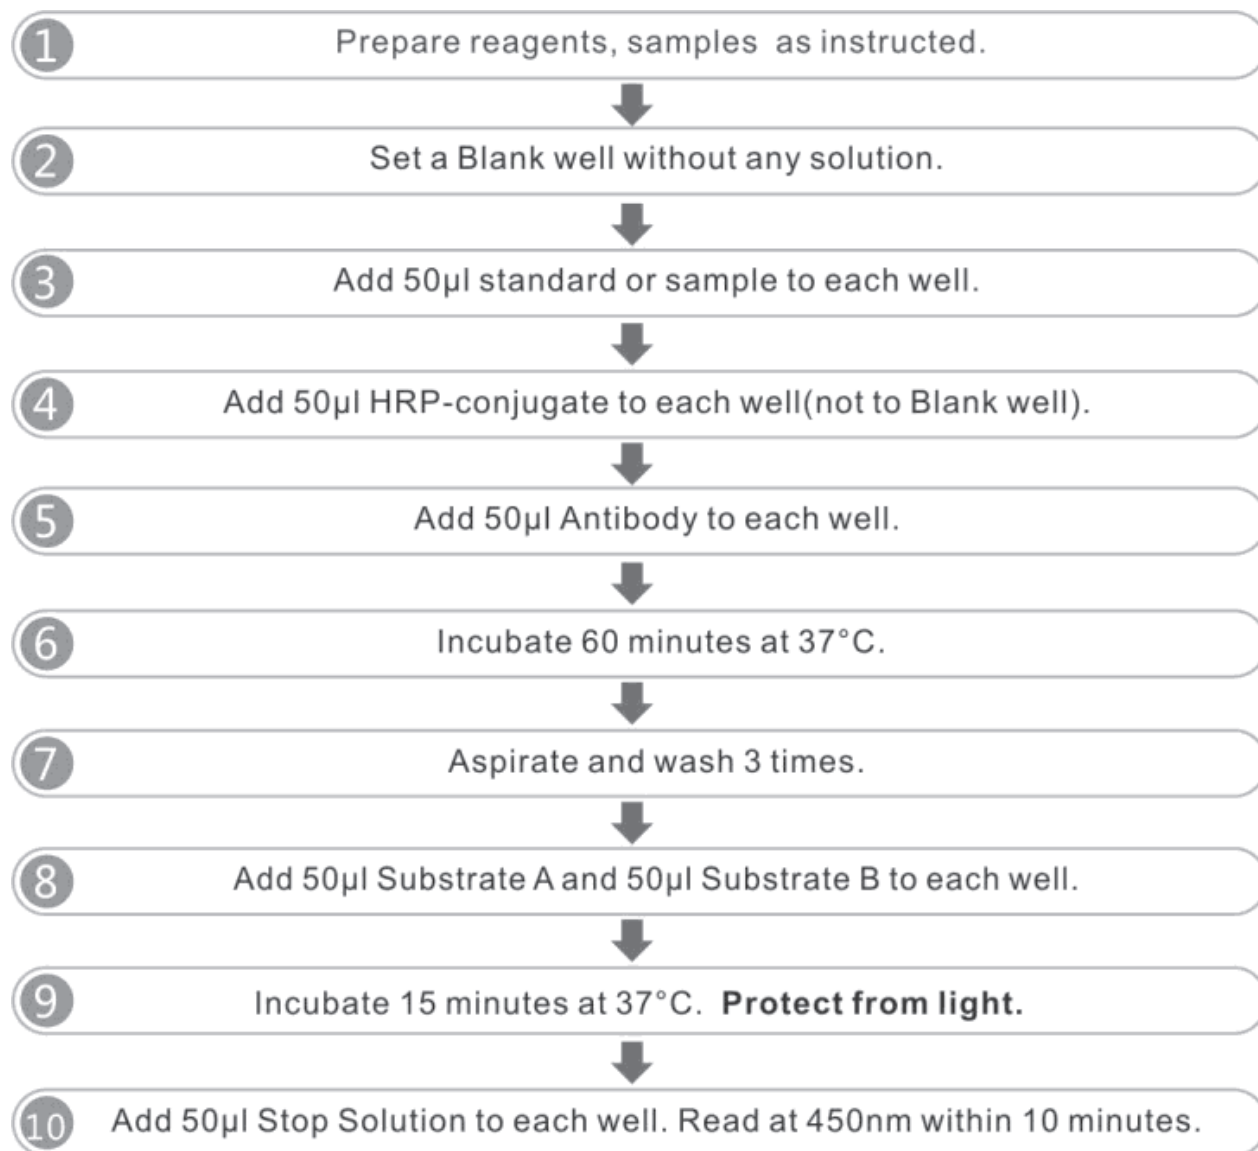 1 Prepare reagents, samples as instructed.
2 Set a Blank well without any solution.
3 Add 50μl standard or sample to each well.
4 Add 50μl HRP-conjugate to each well(not to Blank well).
5 Add 50μl Antibody to each well.
6 Incubate 60 minutes at 37°C.
7 Aspirate and wash 3 times.
8 Add 50μl Substrate A and 50μl Substrate B to each well.
9 Incubate 15 minutes at 37°C. Protect from light.
10 Add 50μl Stop Solution to each well. Read at 450nm within 10 minutes.